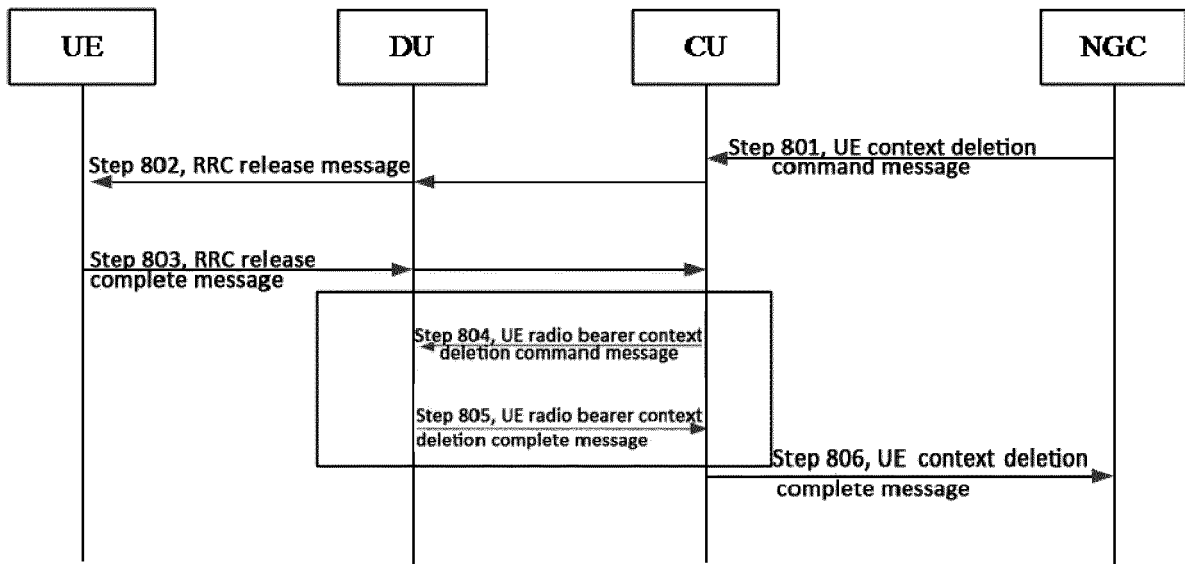 UE
DU
CU
NGC
Step 801, UE context deletion
command message
Step 802, RRC release message
Step 803, RRC release
complete message
Step 804, UE radio bearer context
deletion command message
Step 805, UE radio bearer context
deletion complete message
Step 806, UE context deletion
complete message